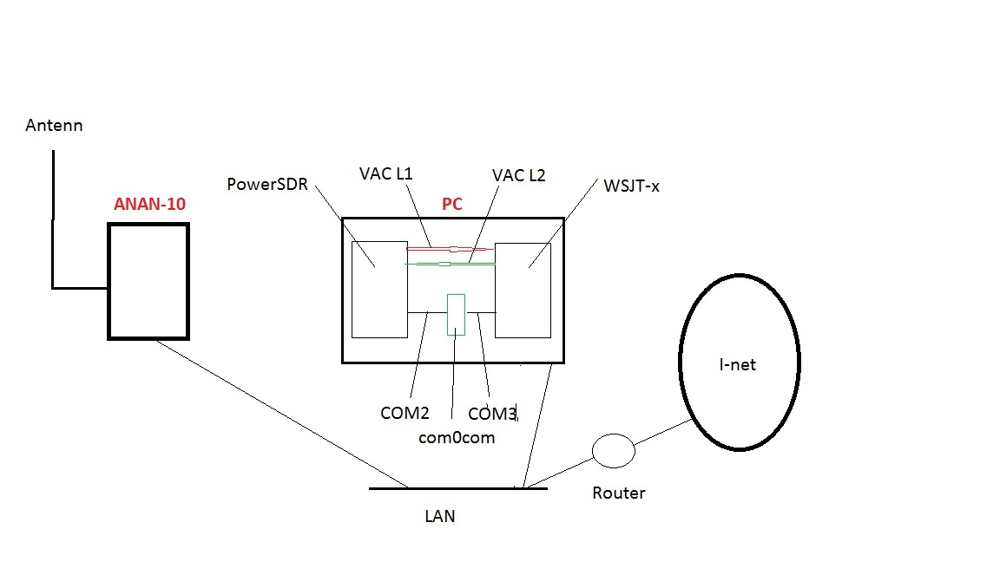 Antenn
ANAN-10
PowerSDR
VAC L1
VAC L2
WSJT-x
PC
I-net
COM2
COM3
com0com
Router
LAN